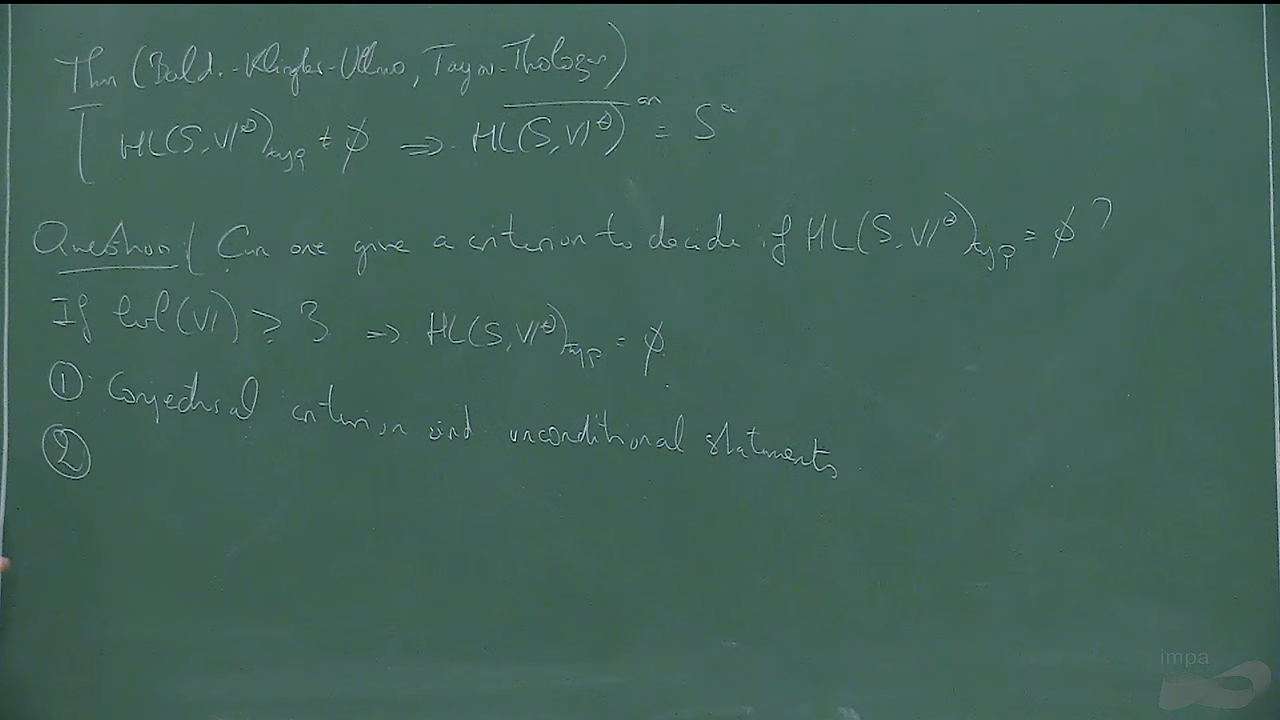 Thm (Bald.-Klingler-Ullmo, Tayou-Tholozan)
HL(S,V^⊗)_typ ≠ ∅ ⇒ \overline{HL(S,V^⊗)}^{an} = S^{an}
Question / Can one give a criterion to decide if HL(S,V^⊗)_typ = ∅ ?
If lvl(V) ≥ 3 ⇒ HL(S,V^⊗)_typ = ∅
① Conjectural criterion and unconditional statements
②
impa